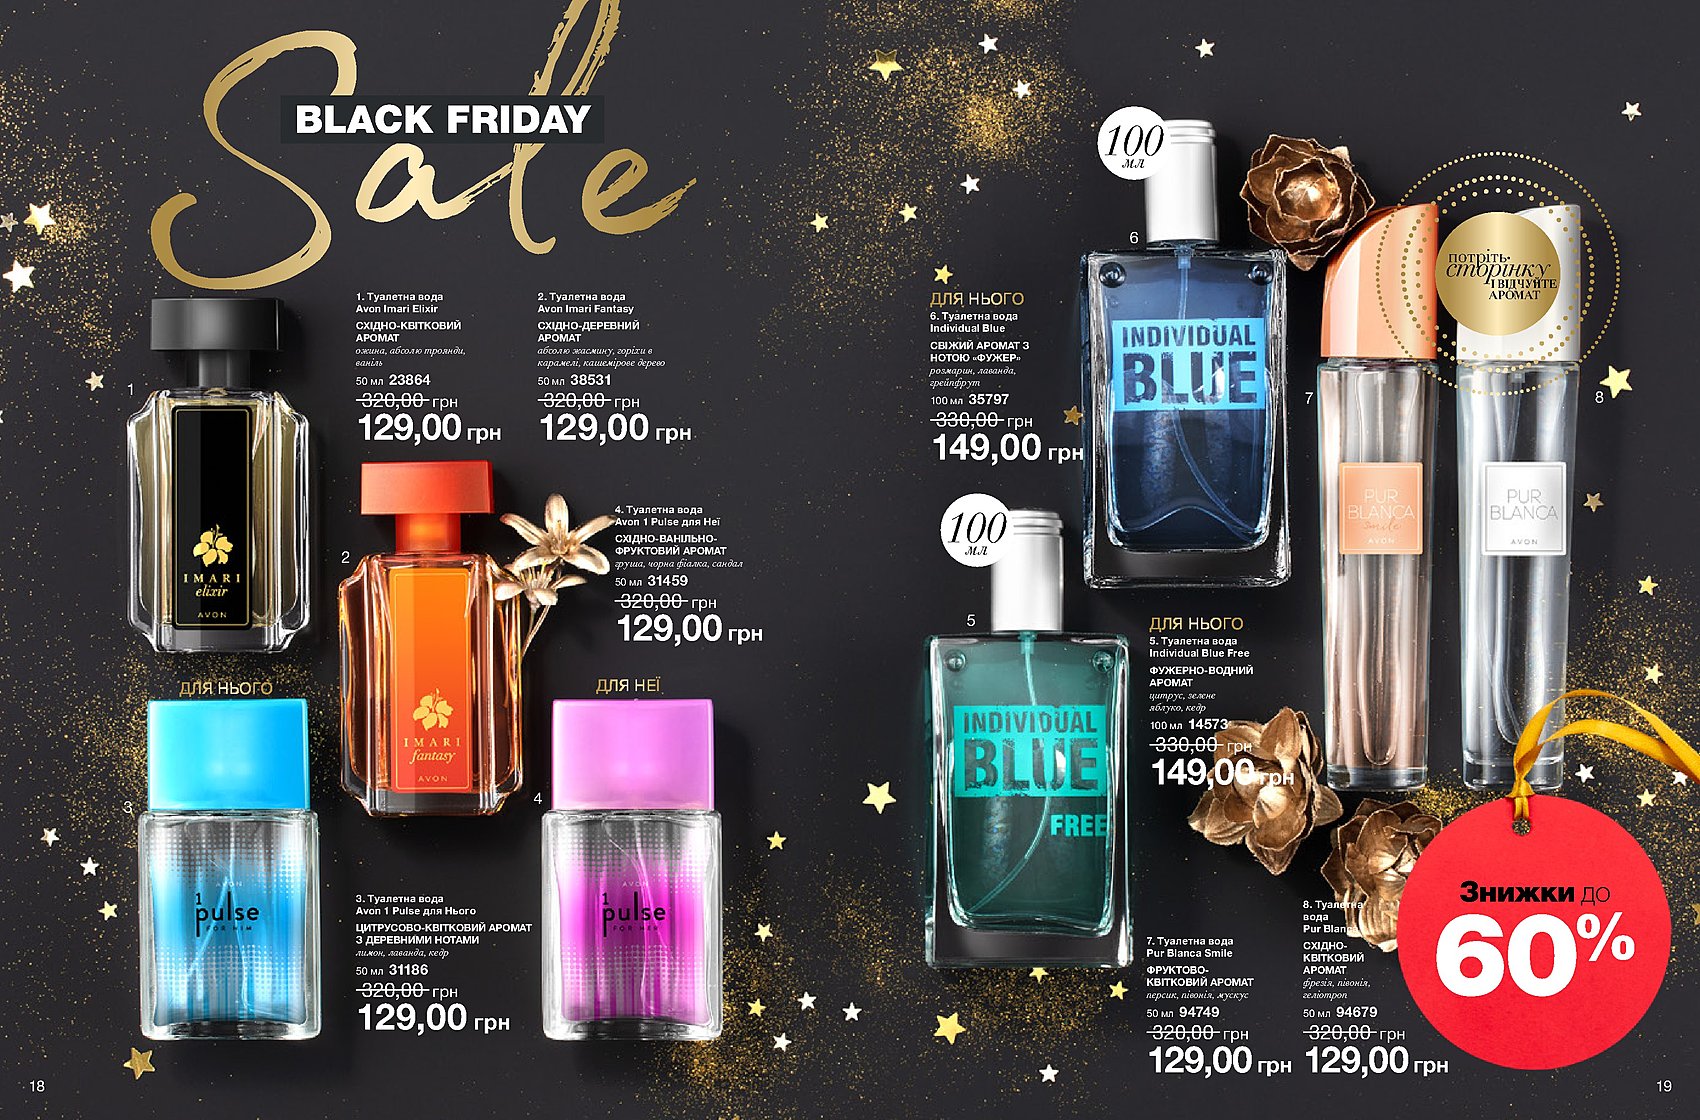 Sale
BLACK FRIDAY
1. Туалетна вода
Avon Imari Elixir
СХІДНО-КВІТКОВИЙ
АРОМАТ
ожина, абсолю троянди,
ваніль
50 мл 23864
320,00 грн
129,00 грн
2. Туалетна вода
Avon Imari Fantasy
СХІДНО-ДЕРЕВНИЙ
АРОМАТ
абсолю жасмину, горіхи в
карамелі, кашемірове дерево
50 мл 38531
320,00 грн
129,00 грн
1
IMARI
elixir
AVON
2
IMARI
fantasy
AVON
4. Туалетна вода
Avon 1 Pulse для Неї
СХІДНО-ВАНІЛЬНО-
ФРУКТОВИЙ АРОМАТ
груша, чорна фіалка, сандал
50 мл 31459
320,00 грн
129,00 грн
ДЛЯ НЬОГО
3
AVON
1
pulse
FOR HIM
ДЛЯ НЕЇ
4
AVON
1
pulse
FOR HER
3. Туалетна вода
Avon 1 Pulse для Нього
ЦИТРУСОВО-КВІТКОВИЙ АРОМАТ
З ДЕРЕВНИМИ НОТАМИ
лимон, лаванда, кедр
50 мл 31186
320,00 грн
129,00 грн
18
100
мл
6
INDIVIDUAL
BLUE
ДЛЯ НЬОГО
6. Туалетна вода
Individual Blue
СВІЖИЙ АРОМАТ З
НОТОЮ «ФУЖЕР»
розмарин, лаванда,
грейпфрут
100 мл 35797
330,00 грн
149,00 грн
потріть
сторінку
І ВІДЧУЙТЕ
АРОМАТ
7
PUR
BLANCA
Smile
AVON
8
PUR
BLANCA
AVON
100
мл
5
INDIVIDUAL
BLUE
FREE
ДЛЯ НЬОГО
5. Туалетна вода
Individual Blue Free
ФУЖЕРНО-ВОДНИЙ
АРОМАТ
цитрус, зелене
яблуко, кедр
100 мл 14573
330,00 грн
149,00 грн
7. Туалетна вода
Pur Blanca Smile
ФРУКТОВО-
КВІТКОВИЙ АРОМАТ
персик, півонія, мускус
50 мл 94749
320,00 грн
129,00 грн
8. Туалетна
вода
Pur Blanca
СХІДНО-
КВІТКОВИЙ
АРОМАТ
фрезія, півонія,
геліотроп
50 мл 94679
320,00 грн
129,00 грн
Знижки до
60%
19